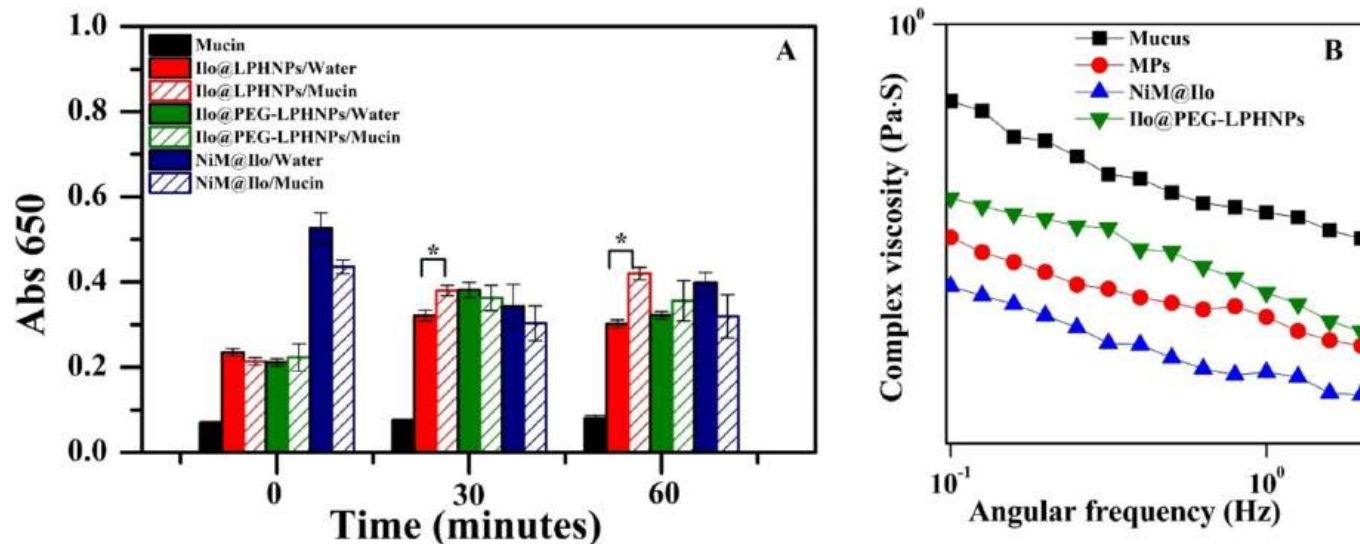 1.0
0.8
0.6
0.4
0.2
0.0
Abs 650
A
Mucin
Ilo@LPHNPs/Water
Ilo@LPHNPs/Mucin
Ilo@PEG-LPHNPs/Water
Ilo@PEG-LPHNPs/Mucin
NiM@Ilo/Water
NiM@Ilo/Mucin
*
*
0 30 60
Time (minutes)
10⁰
Complex viscosity (Pa·S)
B
Mucus
MPs
NiM@Ilo
Ilo@PEG-LPHNPs
10⁻¹ 10⁰
Angular frequency (Hz)